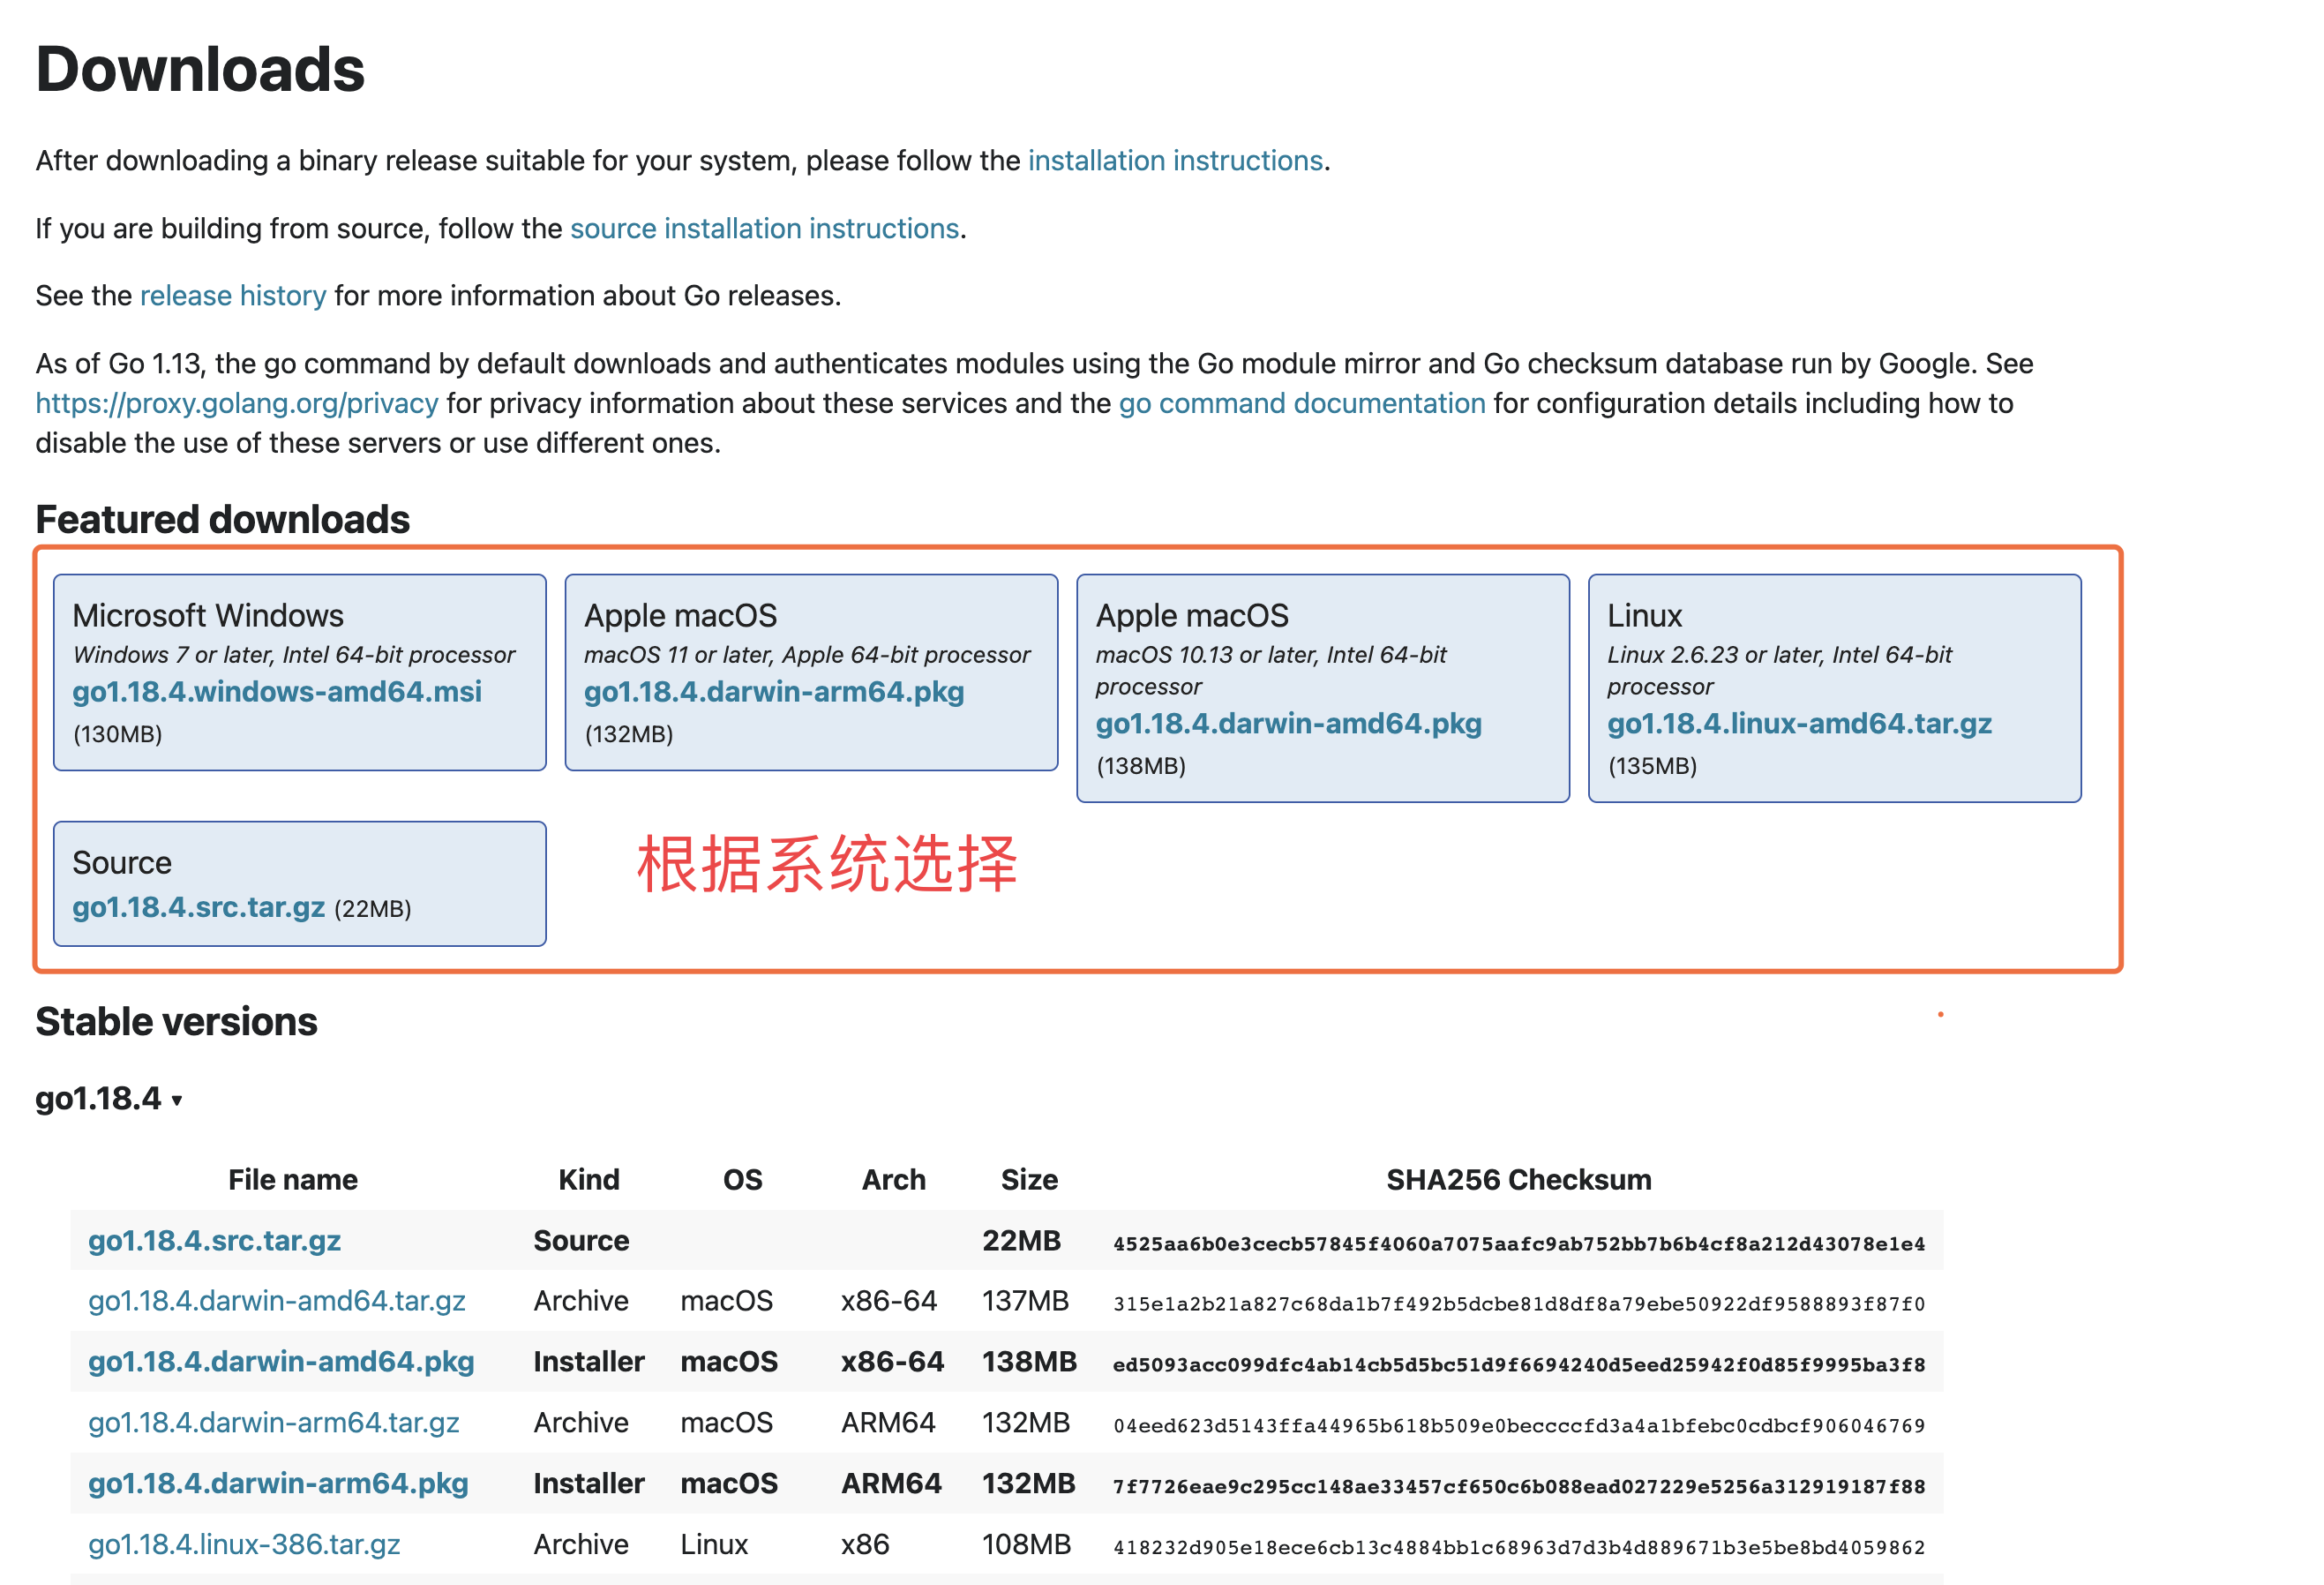 Downloads
After downloading a binary release suitable for your system, please follow the installation instructions.
If you are building from source, follow the source installation instructions.
See the release history for more information about Go releases.
As of Go 1.13, the go command by default downloads and authenticates modules using the Go module mirror and Go checksum database run by Google. See
https://proxy.golang.org/privacy for privacy information about these services and the go command documentation for configuration details including how to
disable the use of these servers or use different ones.
Featured downloads
Microsoft Windows
Windows 7 or later, Intel 64-bit processor
go1.18.4.windows-amd64.msi
(130MB)
Apple macOS
macOS 11 or later, Apple 64-bit processor
go1.18.4.darwin-arm64.pkg
(132MB)
Apple macOS
macOS 10.13 or later, Intel 64-bit
processor
go1.18.4.darwin-amd64.pkg
(138MB)
Linux
Linux 2.6.23 or later, Intel 64-bit
processor
go1.18.4.linux-amd64.tar.gz
(135MB)
Source
go1.18.4.src.tar.gz (22MB)
根据系统选择
Stable versions
go1.18.4 ▾
File name Kind OS Arch Size SHA256 Checksum
go1.18.4.src.tar.gz Source 22MB 4525aa6b0e3cecb57845f4060a7075aafc9ab752bb7b6b4cf8a212d43078e1e4
go1.18.4.darwin-amd64.tar.gz Archive macOS x86-64 137MB 315e1a2b21a827c68da1b7f492b5dcbe81d8df8a79ebe50922df9588893f87f0
go1.18.4.darwin-amd64.pkg Installer macOS x86-64 138MB ed5093acc099dfc4ab14cb5d5bc51d9f6694240d5eed25942f0d85f9995ba3f8
go1.18.4.darwin-arm64.tar.gz Archive macOS ARM64 132MB 04eed623d5143ffa44965b618b509e0beccccfd3a4a1bfebc0cdbcf906046769
go1.18.4.darwin-arm64.pkg Installer macOS ARM64 132MB 7f7726eae9c295cc148ae33457cf650c6b088ead027229e5256a312919187f88
go1.18.4.linux-386.tar.gz Archive Linux x86 108MB 418232d905e18ece6cb13c4884bb1c68963d7d3b4d889671b3e5be8bd4059862